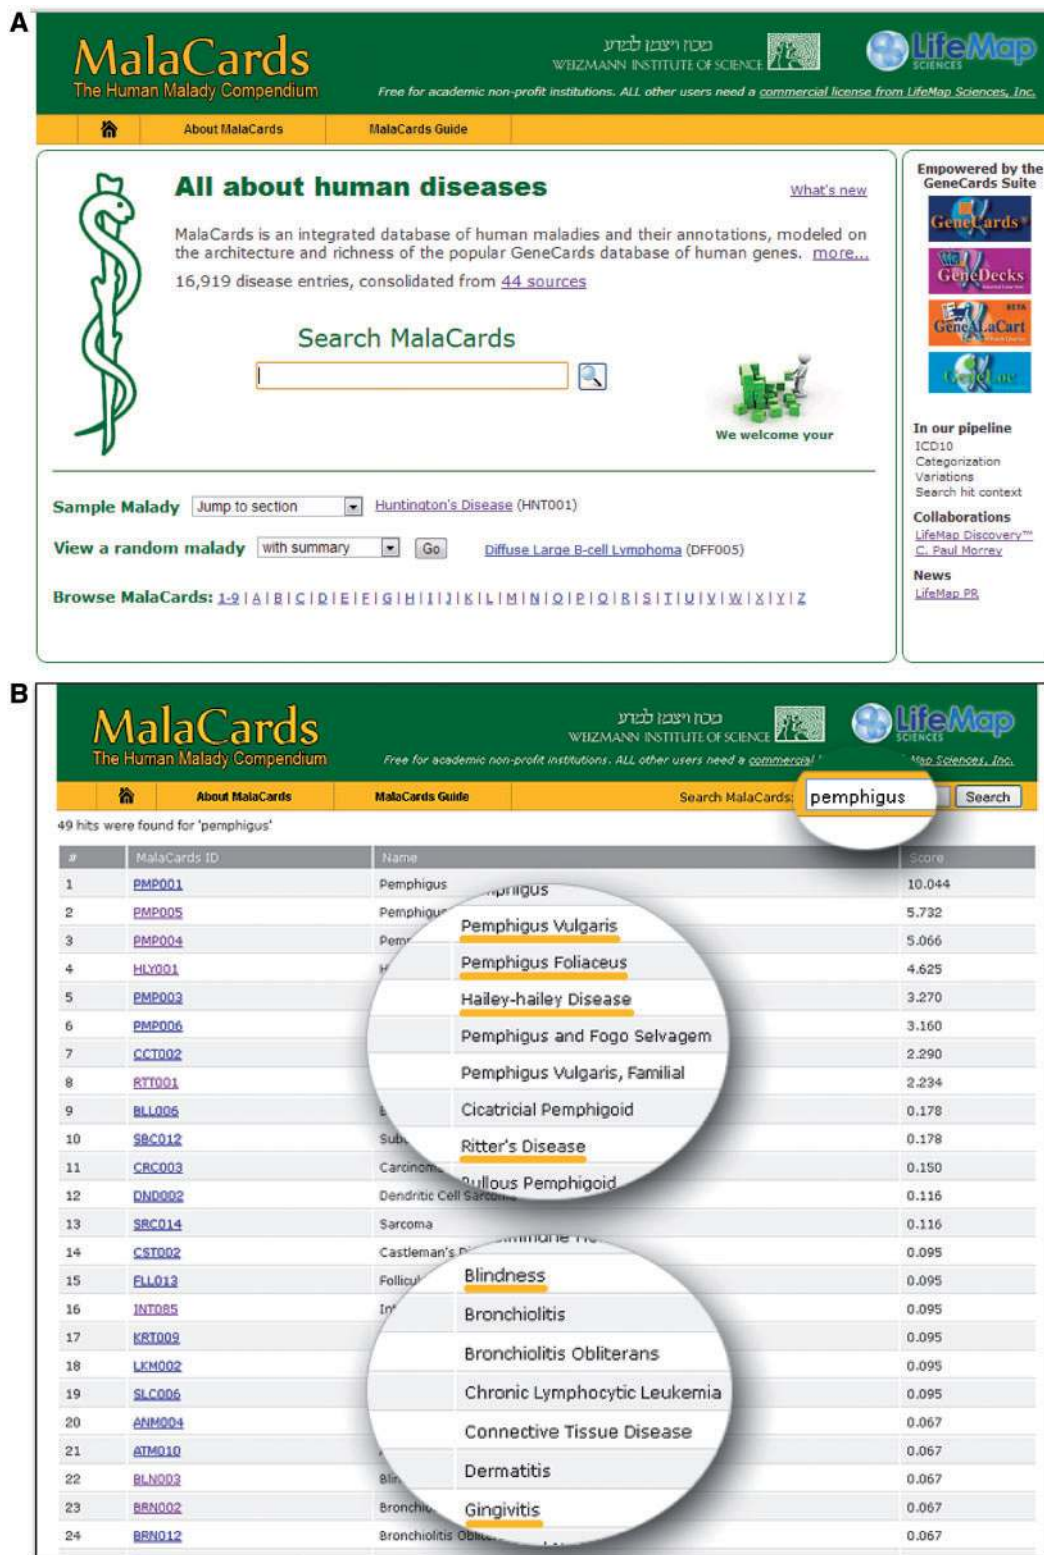 A
MalaCards
The Human Malady Compendium
מכון ויצמן למדע
WEIZMANN INSTITUTE OF SCIENCE
LifeMap
SCIENCES
Free for academic non-profit institutions. ALL other users need a commercial license from LifeMap Sciences, Inc.
About MalaCards MalaCards Guide
All about human diseases
What's new
MalaCards is an integrated database of human maladies and their annotations, modeled on
the architecture and richness of the popular GeneCards database of human genes. more...
16,919 disease entries, consolidated from 44 sources
Search MalaCards
We welcome your
Sample Malady Jump to section Huntington's Disease (HNT001)
View a random malady with summary Go Diffuse Large B-cell Lymphoma (DFF005)
Browse MalaCards: 1-9 | A | B | C | D | E | F | G | H | I | J | K | L | M | N | O | P | Q | R | S | T | U | V | W | X | Y | Z
Empowered by the
GeneCards Suite
GeneCards
GeneDecks
BETA
GeneALaCart
GeneLoc
In our pipeline
ICD10
Categorization
Variations
Search hit context
Collaborations
LifeMap Discovery™
C. Paul Morrey
News
LifeMap PR
B
MalaCards
The Human Malady Compendium
מכון ויצמן למדע
WEIZMANN INSTITUTE OF SCIENCE
LifeMap
SCIENCES
Free for academic non-profit institutions. ALL other users need a commercial Map Sciences, Inc.
About MalaCards MalaCards Guide Search MalaCards: pemphigus Search
49 hits were found for 'pemphigus'
# MalaCards ID Name Score
1 PMP001 Pemphigus 10.044
2 PMP005 Pemphigus 5.732
3 PMP004 5.066
4 HLY001 4.625
5 PMP003 3.270
6 PMP006 3.160
7 CCT002 2.290
8 RTT001 2.234
9 BLL006 0.178
10 SBC012 0.178
11 CRC003 Carcinoma 0.150
12 DND002 Dendritic Cell Sarcoma 0.116
13 SRC014 Sarcoma 0.116
14 CST002 Castleman's 0.095
15 FLL013 0.095
16 INT085 0.095
17 KRT009 0.095
18 LKM002 0.095
19 SLC006 0.095
20 ANM004 0.067
21 ATM010 0.067
22 BLN003 0.067
23 BRN002 0.067
24 BRN012 Bronchiolitis 0.067
Pemphigus Vulgaris
Pemphigus Foliaceus
Hailey-hailey Disease
Pemphigus and Fogo Selvagem
Pemphigus Vulgaris, Familial
Cicatricial Pemphigoid
Ritter's Disease
Bullous Pemphigoid
Blindness
Bronchiolitis
Bronchiolitis Obliterans
Chronic Lymphocytic Leukemia
Connective Tissue Disease
Dermatitis
Gingivitis